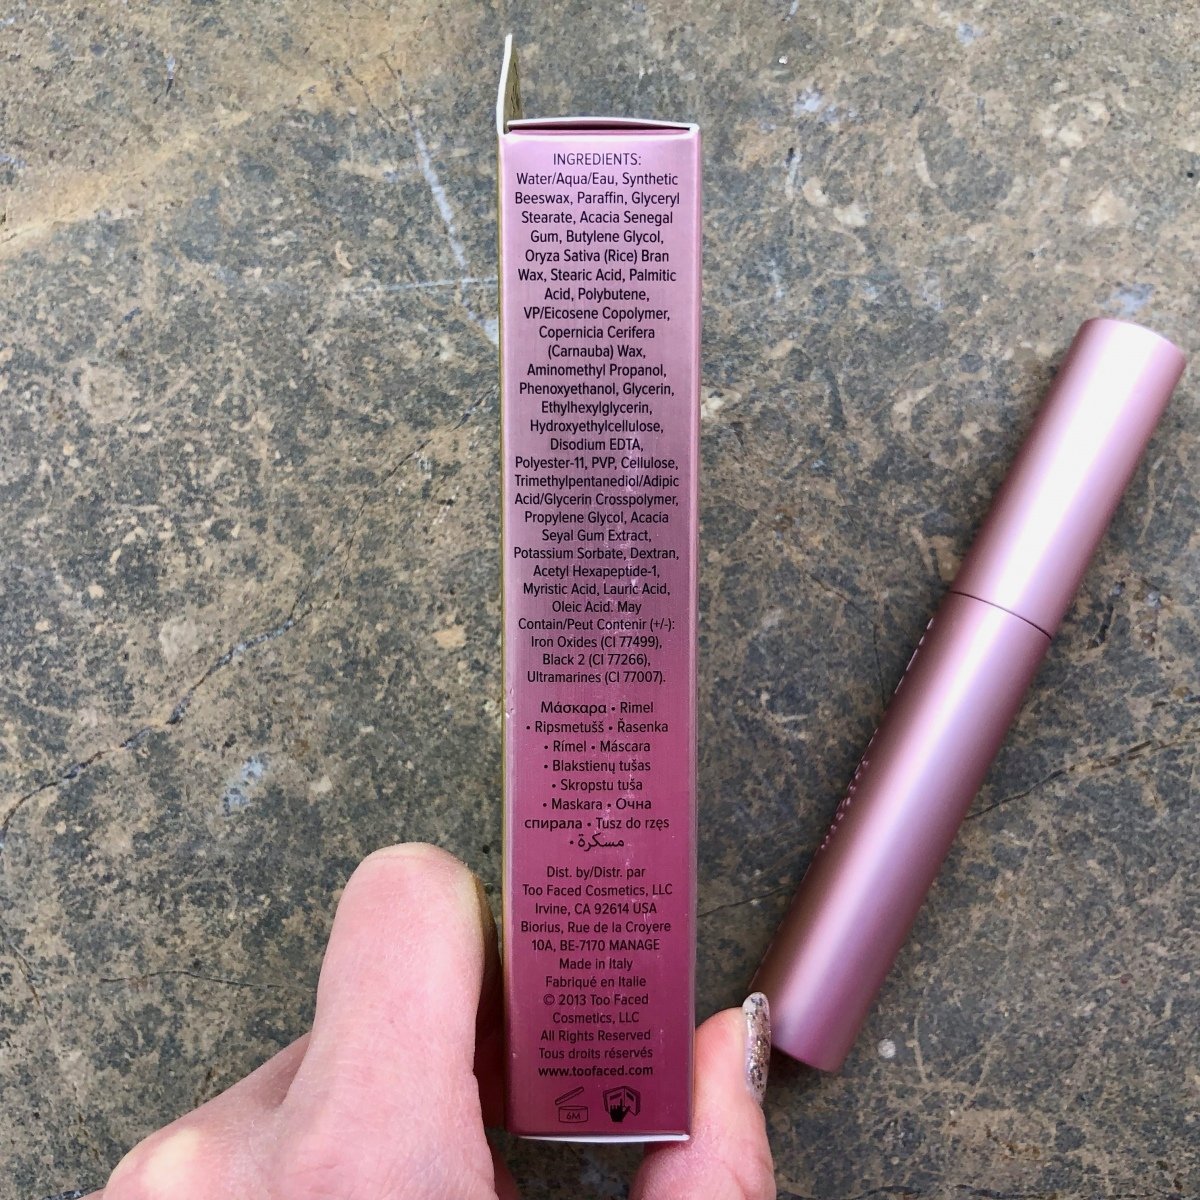 INGREDIENTS:
Water/Aqua/Eau, Synthetic
Beeswax, Paraffin, Glyceryl
Stearate, Acacia Senegal
Gum, Butylene Glycol,
Oryza Sativa (Rice) Bran
Wax, Stearic Acid, Palmitic
Acid, Polybutene,
VP/Eicosene Copolymer,
Copernicia Cerifera
(Carnauba) Wax,
Aminomethyl Propanol,
Phenoxyethanol, Glycerin,
Ethylhexylglycerin,
Hydroxyethylcellulose,
Disodium EDTA,
Polyester-11, PVP, Cellulose,
Trimethylpentanediol/Adipic
Acid/Glycerin Crosspolymer,
Propylene Glycol, Acacia
Seyal Gum Extract,
Potassium Sorbate, Dextran,
Acetyl Hexapeptide-1,
Myristic Acid, Lauric Acid,
Oleic Acid. May
Contain/Peut Contenir (+/-):
Iron Oxides (CI 77499),
Black 2 (CI 77266),
Ultramarines (CI 77007).
Μάσκαρα • Rimel
• Ripsmetušš • Řasenka
• Rímel • Máscara
• Blakstienų tušas
• Skropstu tuša
• Maskara • Очна
спирала • Tusz do rzęs
• مسكرة
Dist. by/Distr. par
Too Faced Cosmetics, LLC
Irvine, CA 92614 USA
Biorius, Rue de la Croyere
10A, BE-7170 MANAGE
Made in Italy
Fabriqué en Italie
© 2013 Too Faced
Cosmetics, LLC
All Rights Reserved
Tous droits réservés
www.toofaced.com
6M